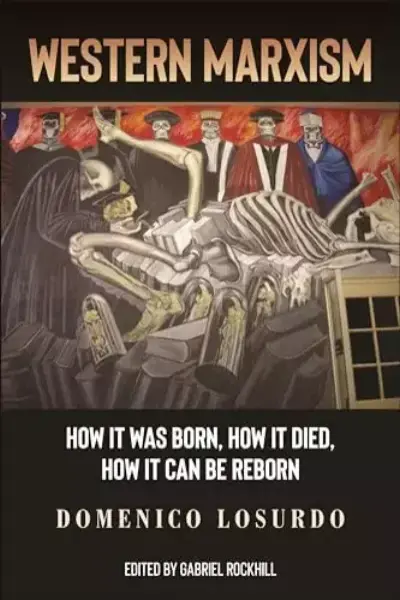 WESTERN MARXISM
HOW IT WAS BORN, HOW IT DIED,
HOW IT CAN BE REBORN
DOMENICO LOSURDO
EDITED BY GABRIEL ROCKHILL